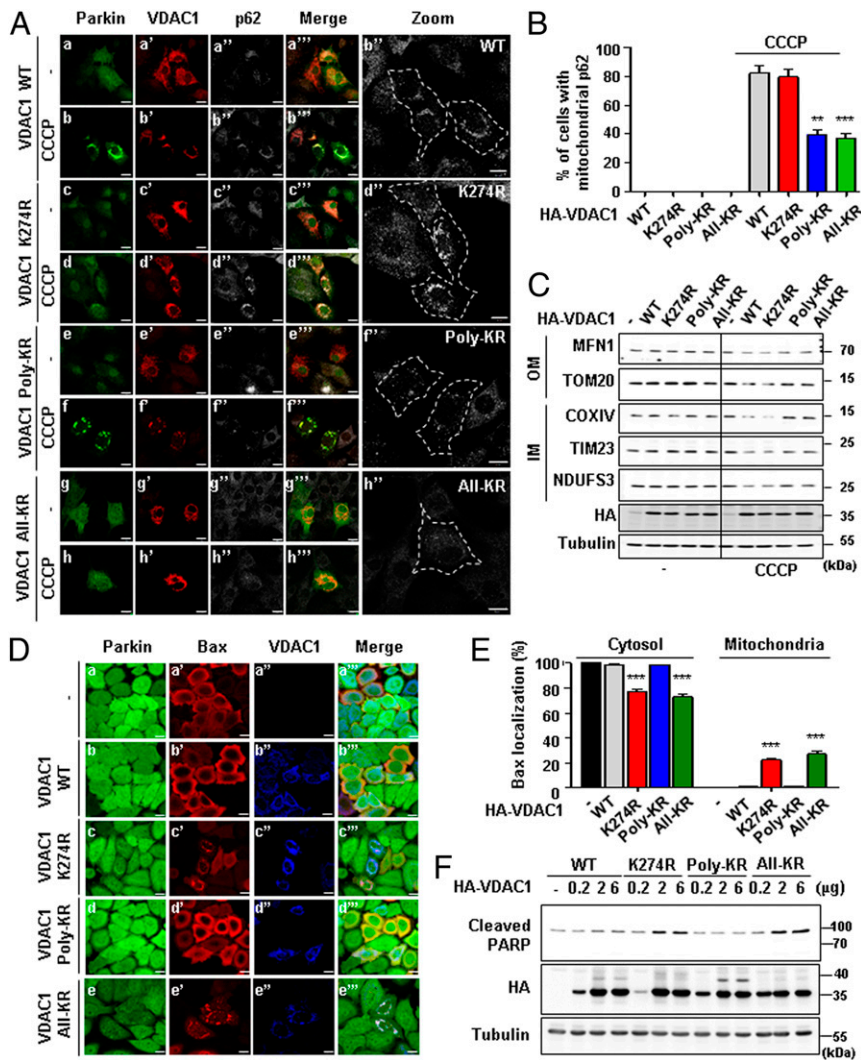 A
Parkin VDAC1 p62 Merge Zoom
VDAC1 WT
- CCCP
a a' a'' a''' b'' WT
b b' b'' b'''
VDAC1 K274R
- CCCP
c c' c'' c''' d'' K274R
d d' d'' d'''
VDAC1 Poly-KR
- CCCP
e e' e'' e''' f'' Poly-KR
f f' f'' f'''
VDAC1 All-KR
- CCCP
g g' g'' g''' h'' All-KR
h h' h'' h'''
B
CCCP
% of cells with mitochondrial p62
100
80
60
40
20
0
** ***
HA-VDAC1 WT K274R Poly-KR All-KR WT K274R Poly-KR All-KR
C
HA-VDAC1 - WT K274R Poly-KR All-KR - WT K274R Poly-KR All-KR
OM
MFN1 70
TOM20 15
IM
COXIV 15
TIM23 25
NDUFS3 25
HA 35
Tubulin 55
- CCCP (kDa)
D
Parkin Bax VDAC1 Merge
-
a a' a'' a'''
VDAC1 WT
b b' b'' b'''
VDAC1 K274R
c c' c'' c'''
VDAC1 Poly-KR
d d' d'' d'''
VDAC1 All-KR
e e' e'' e'''
E
Cytosol Mitochondria
Bax localization (%)
100
80
60
40
20
0
*** *** *** ***
HA-VDAC1 - WT K274R Poly-KR All-KR - WT K274R Poly-KR All-KR
F
WT K274R Poly-KR All-KR
HA-VDAC1 - 0.2 2 6 0.2 2 6 0.2 2 6 0.2 2 6 (μg)
Cleaved PARP 100
70
HA 40
35
Tubulin 55
(kDa)